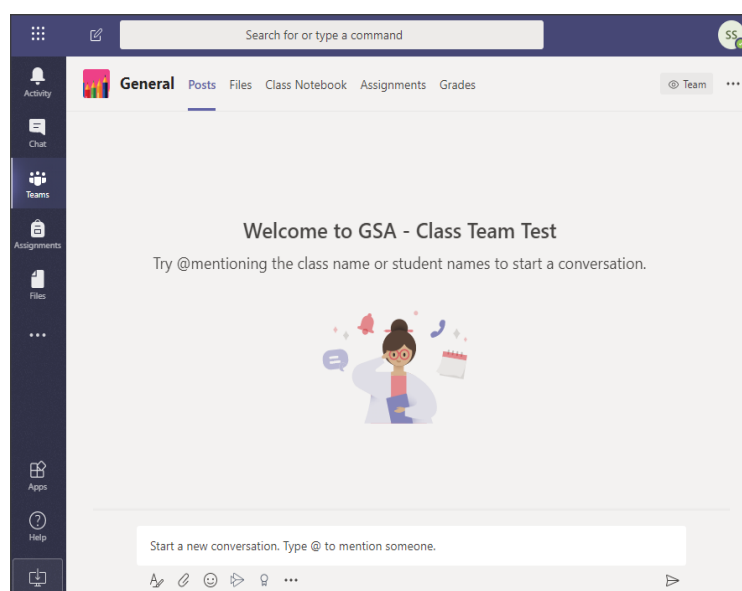 Search for or type a command
SS
Activity
Chat
Teams
Assignments
Files
Apps
Help
General Posts Files Class Notebook Assignments Grades
Team
Welcome to GSA - Class Team Test
Try @mentioning the class name or student names to start a conversation.
Start a new conversation. Type @ to mention someone.